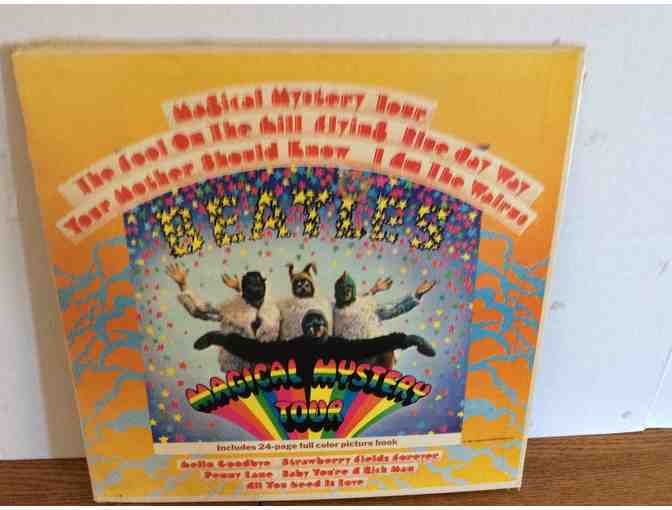 Magical Mystery Tour
The Fool On The Hill Flying Blue Jay Way
Your Mother Should Know I Am The Walrus
BEATLES
MAGICAL MYSTERY
TOUR
Includes 24-page full color picture book
Hello Goodbye Strawberry Fields Forever
Penny Lane Baby You're A Rich Man
All You Need Is Love